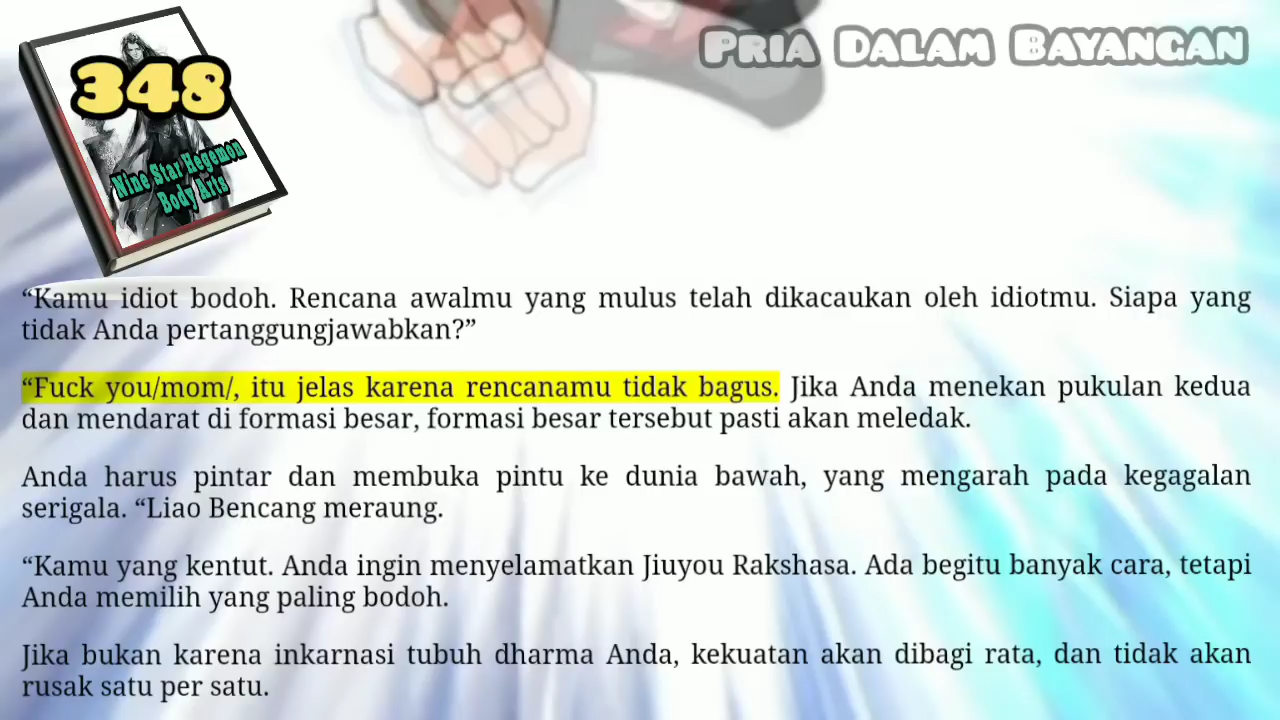 348
Nine Star Hegemon
Body Arts
PRIA DALAM BAYANGAN
“Kamu idiot bodoh. Rencana awalmu yang mulus telah dikacaukan oleh idiotmu. Siapa yang
tidak Anda pertanggungjawabkan?”
“Fuck you/mom/, itu jelas karena rencanamu tidak bagus. Jika Anda menekan pukulan kedua
dan mendarat di formasi besar, formasi besar tersebut pasti akan meledak.
Anda harus pintar dan membuka pintu ke dunia bawah, yang mengarah pada kegagalan
serigala. “Liao Bencang meraung.
“Kamu yang kentut. Anda ingin menyelamatkan Jiuyou Rakshasa. Ada begitu banyak cara, tetapi
Anda memilih yang paling bodoh.
Jika bukan karena inkarnasi tubuh dharma Anda, kekuatan akan dibagi rata, dan tidak akan
rusak satu per satu.